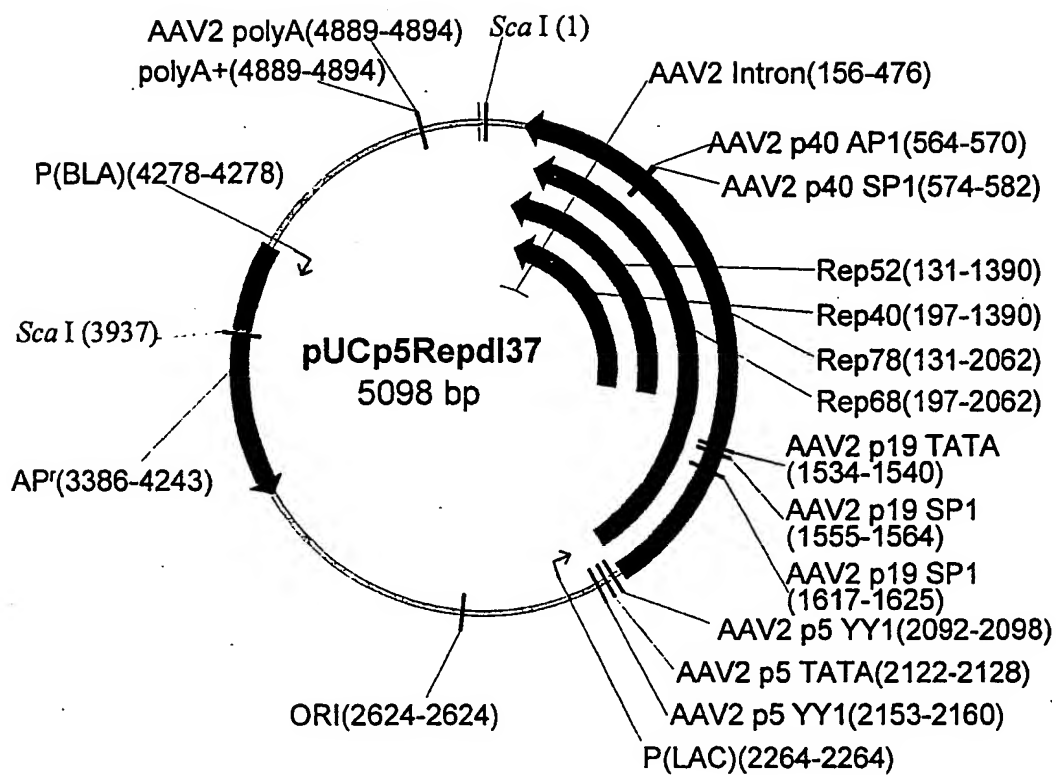 AAV2 polyA(4889-4894)
polyA+(4889-4894)
Sca I (1)
AAV2 Intron(156-476)
AAV2 p40 AP1(564-570)
AAV2 p40 SP1(574-582)
P(BLA)(4278-4278)
Rep52(131-1390)
Rep40(197-1390)
Rep78(131-2062)
Rep68(197-2062)
Sca I (3937)
pUCp5Repdl37
5098 bp
APʳ(3386-4243)
AAV2 p19 TATA
(1534-1540)
AAV2 p19 SP1
(1555-1564)
AAV2 p19 SP1
(1617-1625)
AAV2 p5 YY1(2092-2098)
AAV2 p5 TATA(2122-2128)
AAV2 p5 YY1(2153-2160)
P(LAC)(2264-2264)
ORI(2624-2624)